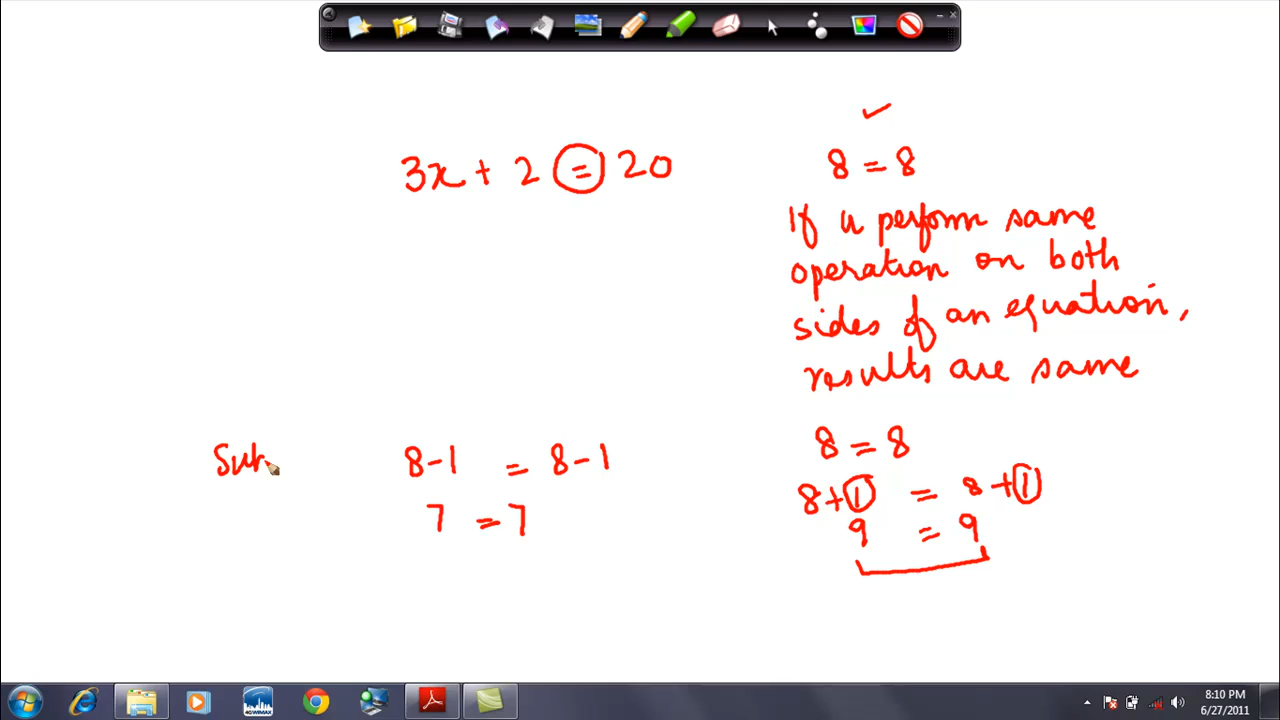 3x + 2 = 20
8 = 8
If u perform same
operation on both
sides of an equation,
results are same
8 = 8
8+1 = 8+1
9 = 9
Sub
8-1 = 8-1
7 = 7
4GWIMAX
8:10 PM
6/27/2011